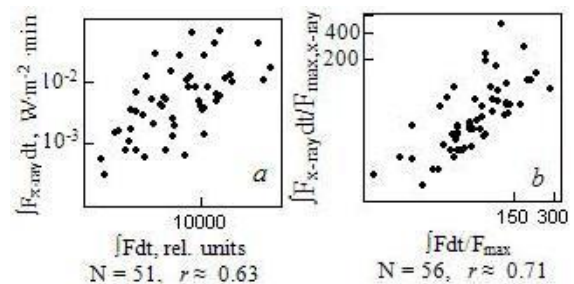 ∫F_x-ray dt, W·m^-2 ·min
10^-2
10^-3
a
10000
∫Fdt, rel. units
N = 51, r ≈ 0.63
∫F_x-ray dt/F_max,x-ray
400
200
b
150 300
∫Fdt/F_max
N = 56, r ≈ 0.71